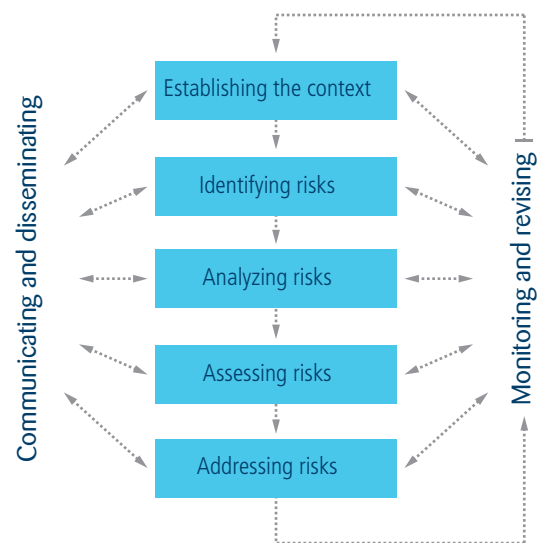 Communicating and disseminating
Establishing the context
Identifying risks
Analyzing risks
Assessing risks
Addressing risks
Monitoring and revising